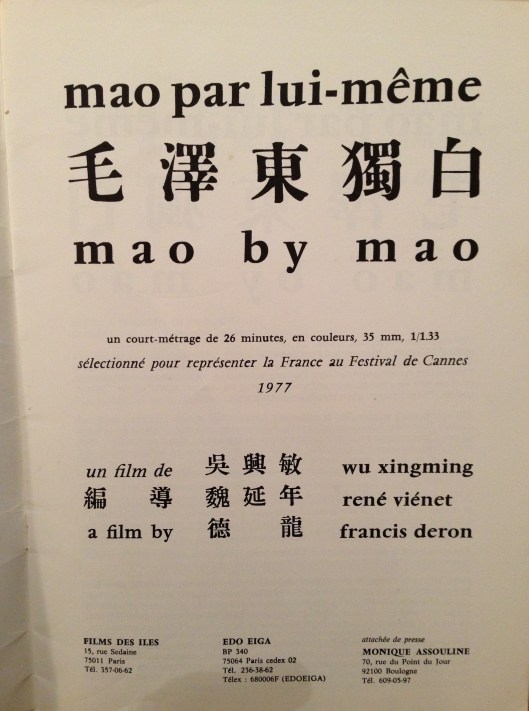 mao par lui-même
毛澤東獨白
mao by mao
un court-métrage de 26 minutes, en couleurs, 35 mm, 1/1.33
sélectionné pour représenter la France au Festival de Cannes
1977
un film de 吳興敏 wu xingming
編導 魏延年 rené viénet
a film by 德龍 francis deron
FILMS DES ILES
15, rue Sedaine
75011 Paris
Tél. 357-06-62
EDO EIGA
BP 340
75064 Paris cedex 02
Tél. 236-38-62
Télex : 680006F (EDOEIGA)
attachée de presse
MONIQUE ASSOULINE
70, rue du Point du Jour
92100 Boulogne
Tél. 609-05-97